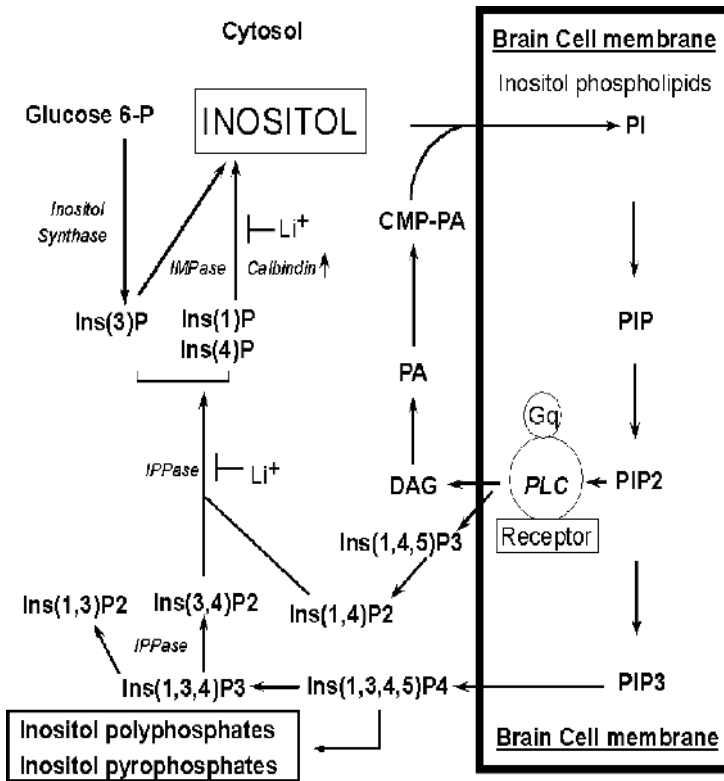 Cytosol
Brain Cell membrane
Inositol phospholipids
Glucose 6-P
INOSITOL
PI
Inositol
Synthase
CMP-PA
Li+
IMPase
Calbindin
Ins(3)P
Ins(1)P
Ins(4)P
PIP
PA
Gq
IPPase
Li+
DAG
PLC
PIP2
Receptor
Ins(1,4,5)P3
Ins(1,3)P2
Ins(3,4)P2
Ins(1,4)P2
IPPase
Ins(1,3,4)P3
Ins(1,3,4,5)P4
PIP3
Inositol polyphosphates
Inositol pyrophosphates
Brain Cell membrane